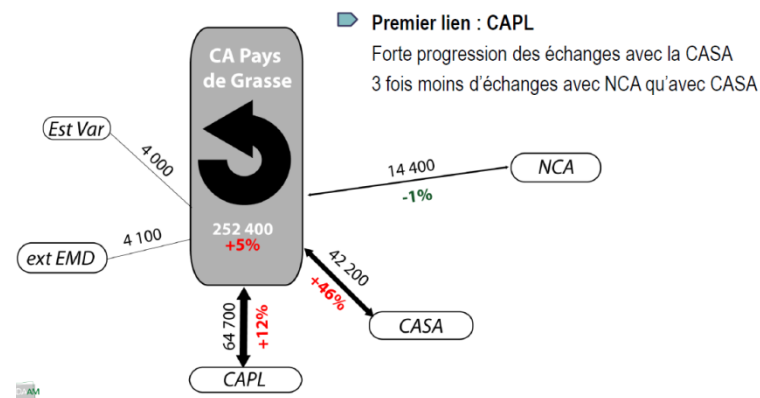 Premier lien : CAPL
Forte progression des échanges avec la CASA
3 fois moins d'échanges avec NCA qu'avec CASA
CA Pays
de Grasse
Est Var
4 000
14 400
-1%
NCA
252 400
+5%
4 100
ext EMD
42 200
+46%
CASA
64 700
+12%
CAPL
AM